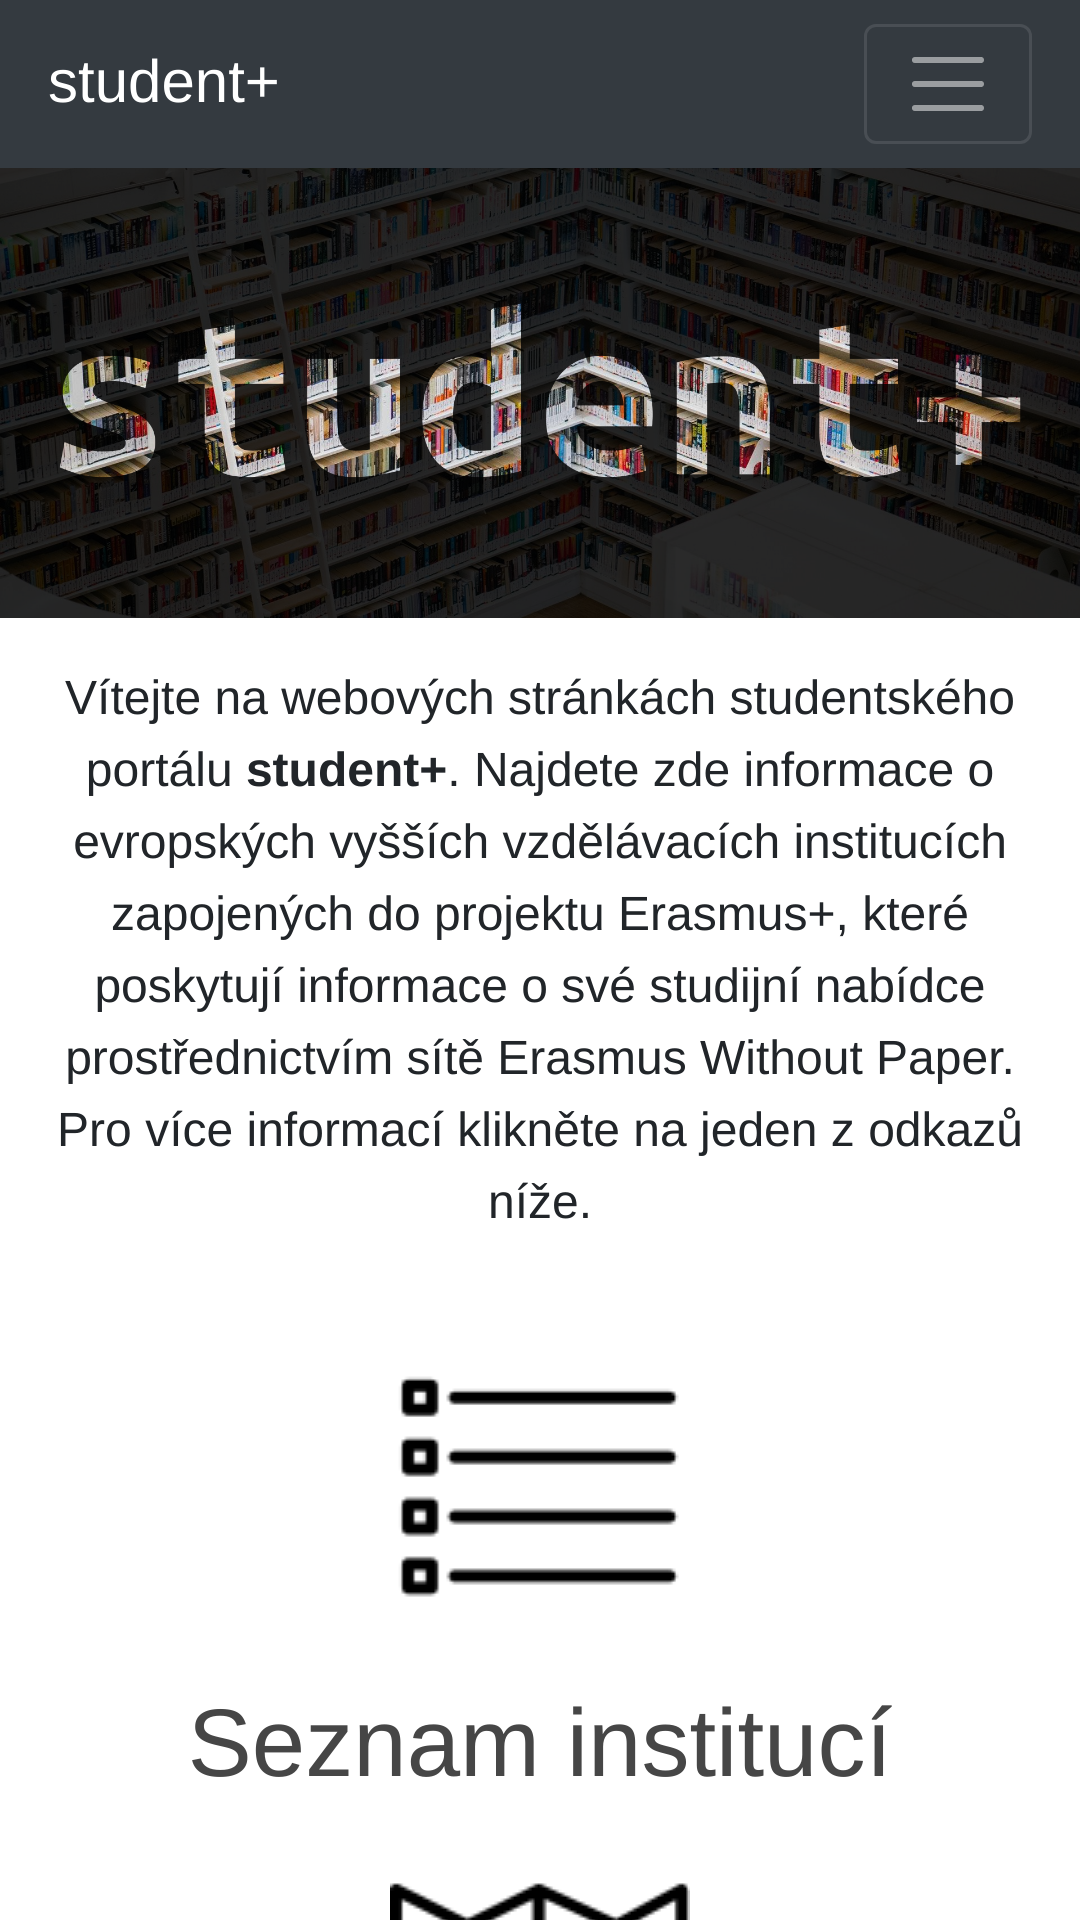 student+
student+
Vítejte na webových stránkách studentského
portálu student+. Najdete zde informace o
evropských vyšších vzdělávacích institucích
zapojených do projektu Erasmus+, které
poskytují informace o své studijní nabídce
prostřednictvím sítě Erasmus Without Paper.
Pro více informací klikněte na jeden z odkazů
níže.
Seznam institucí